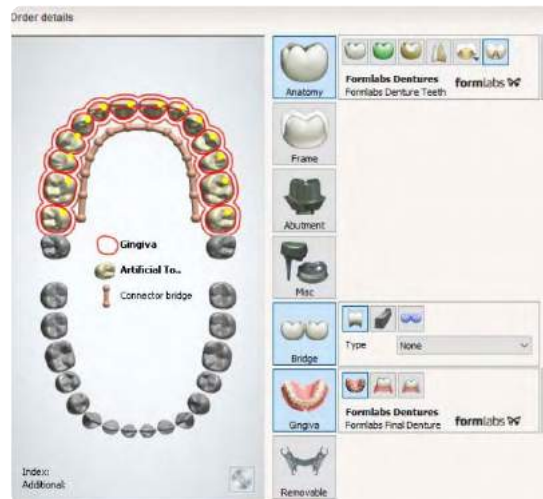 Order details
Gingiva
Artificial To..
Connector bridge
Index:
Additional:
Anatomy
Formlabs Dentures
Formlabs Denture Teeth
formlabs
Frame
Abutment
Misc
Bridge
Type
None
Gingiva
Formlabs Dentures
Formlabs Final Denture
formlabs
Removable